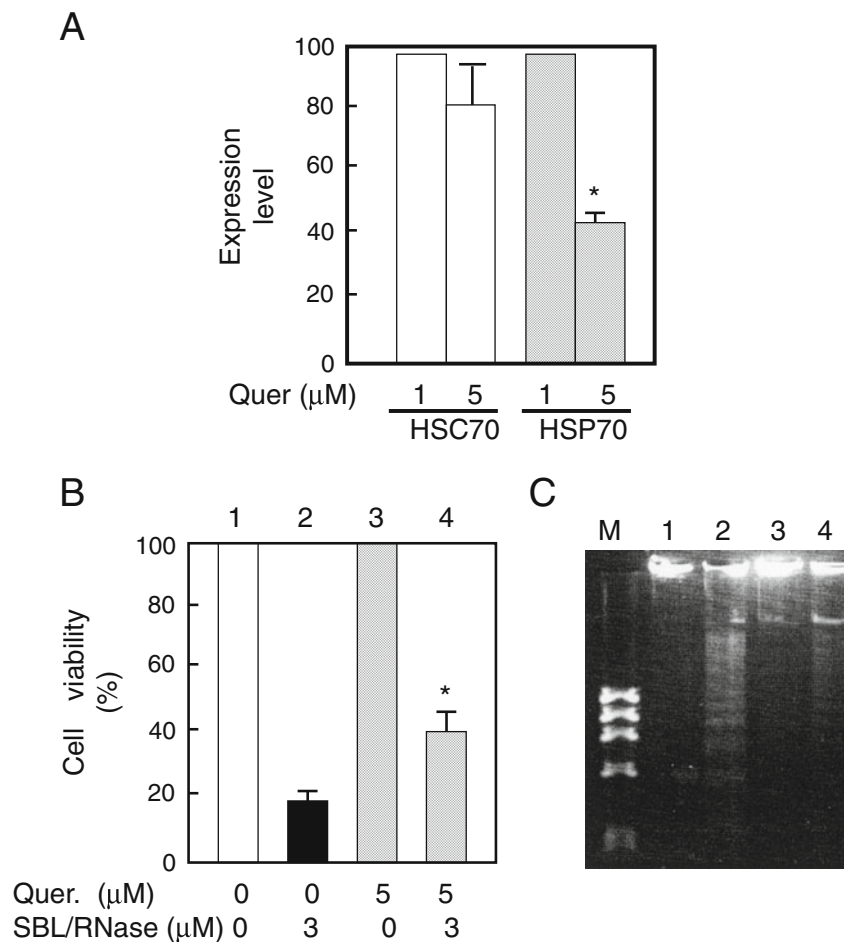 A
100
80
60
40
20
0
Expression
level
*
Quer (μM) 1 5 1 5
HSC70 HSP70
B
1 2 3 4
100
80
60
40
20
0
Cell viability
(%)
*
Quer. (μM) 0 0 5 5
SBL/RNase (μM) 0 3 0 3
C
M 1 2 3 4